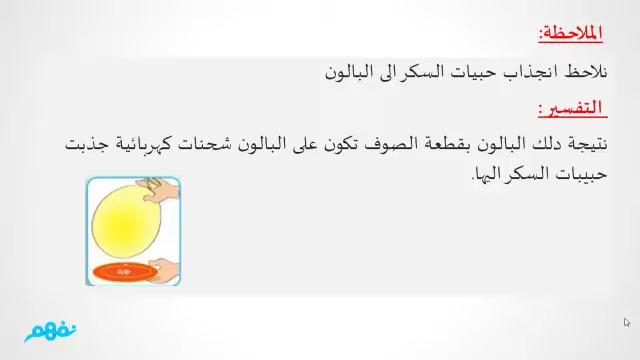 الملاحظة:
نلاحظ انجذاب حبيات السكر الى البالون
التفسير:
نتيجة دلك البالون بقطعة الصوف تكون على البالون شحنات كهربائية جذبت
حبيبات السكر اليها.
نفهم